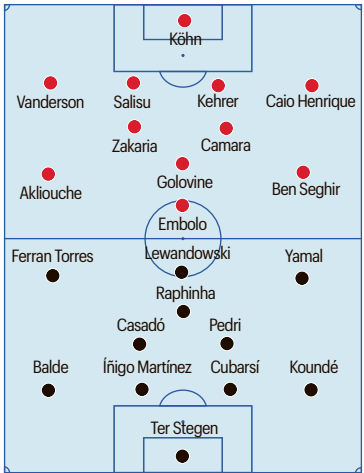 Köhn
Vanderson Salisu Kehrer Caio Henrique
Zakaria Camara
Akliouche Golovine Ben Seghir
Embolo
Ferran Torres Lewandowski Yamal
Raphinha
Casadó Pedri
Balde Íñigo Martínez Cubarsí Koundé
Ter Stegen